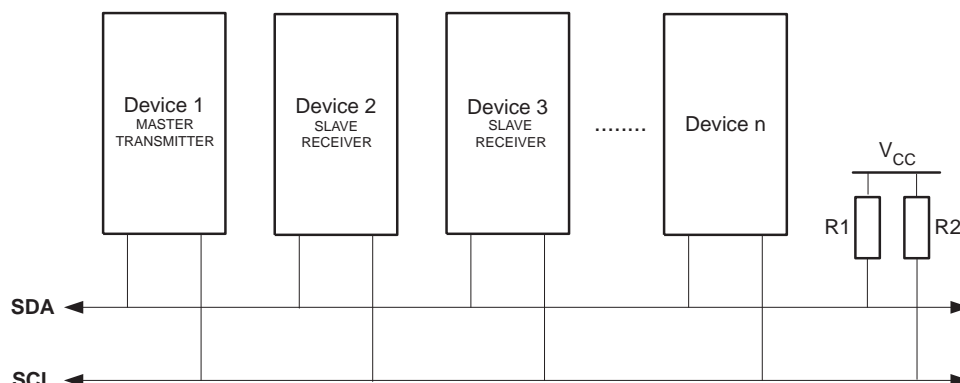 Device 1
MASTER
TRANSMITTER
Device 2
SLAVE
RECEIVER
Device 3
SLAVE
RECEIVER
........
Device n
VCC
R1
R2
SDA
SCL